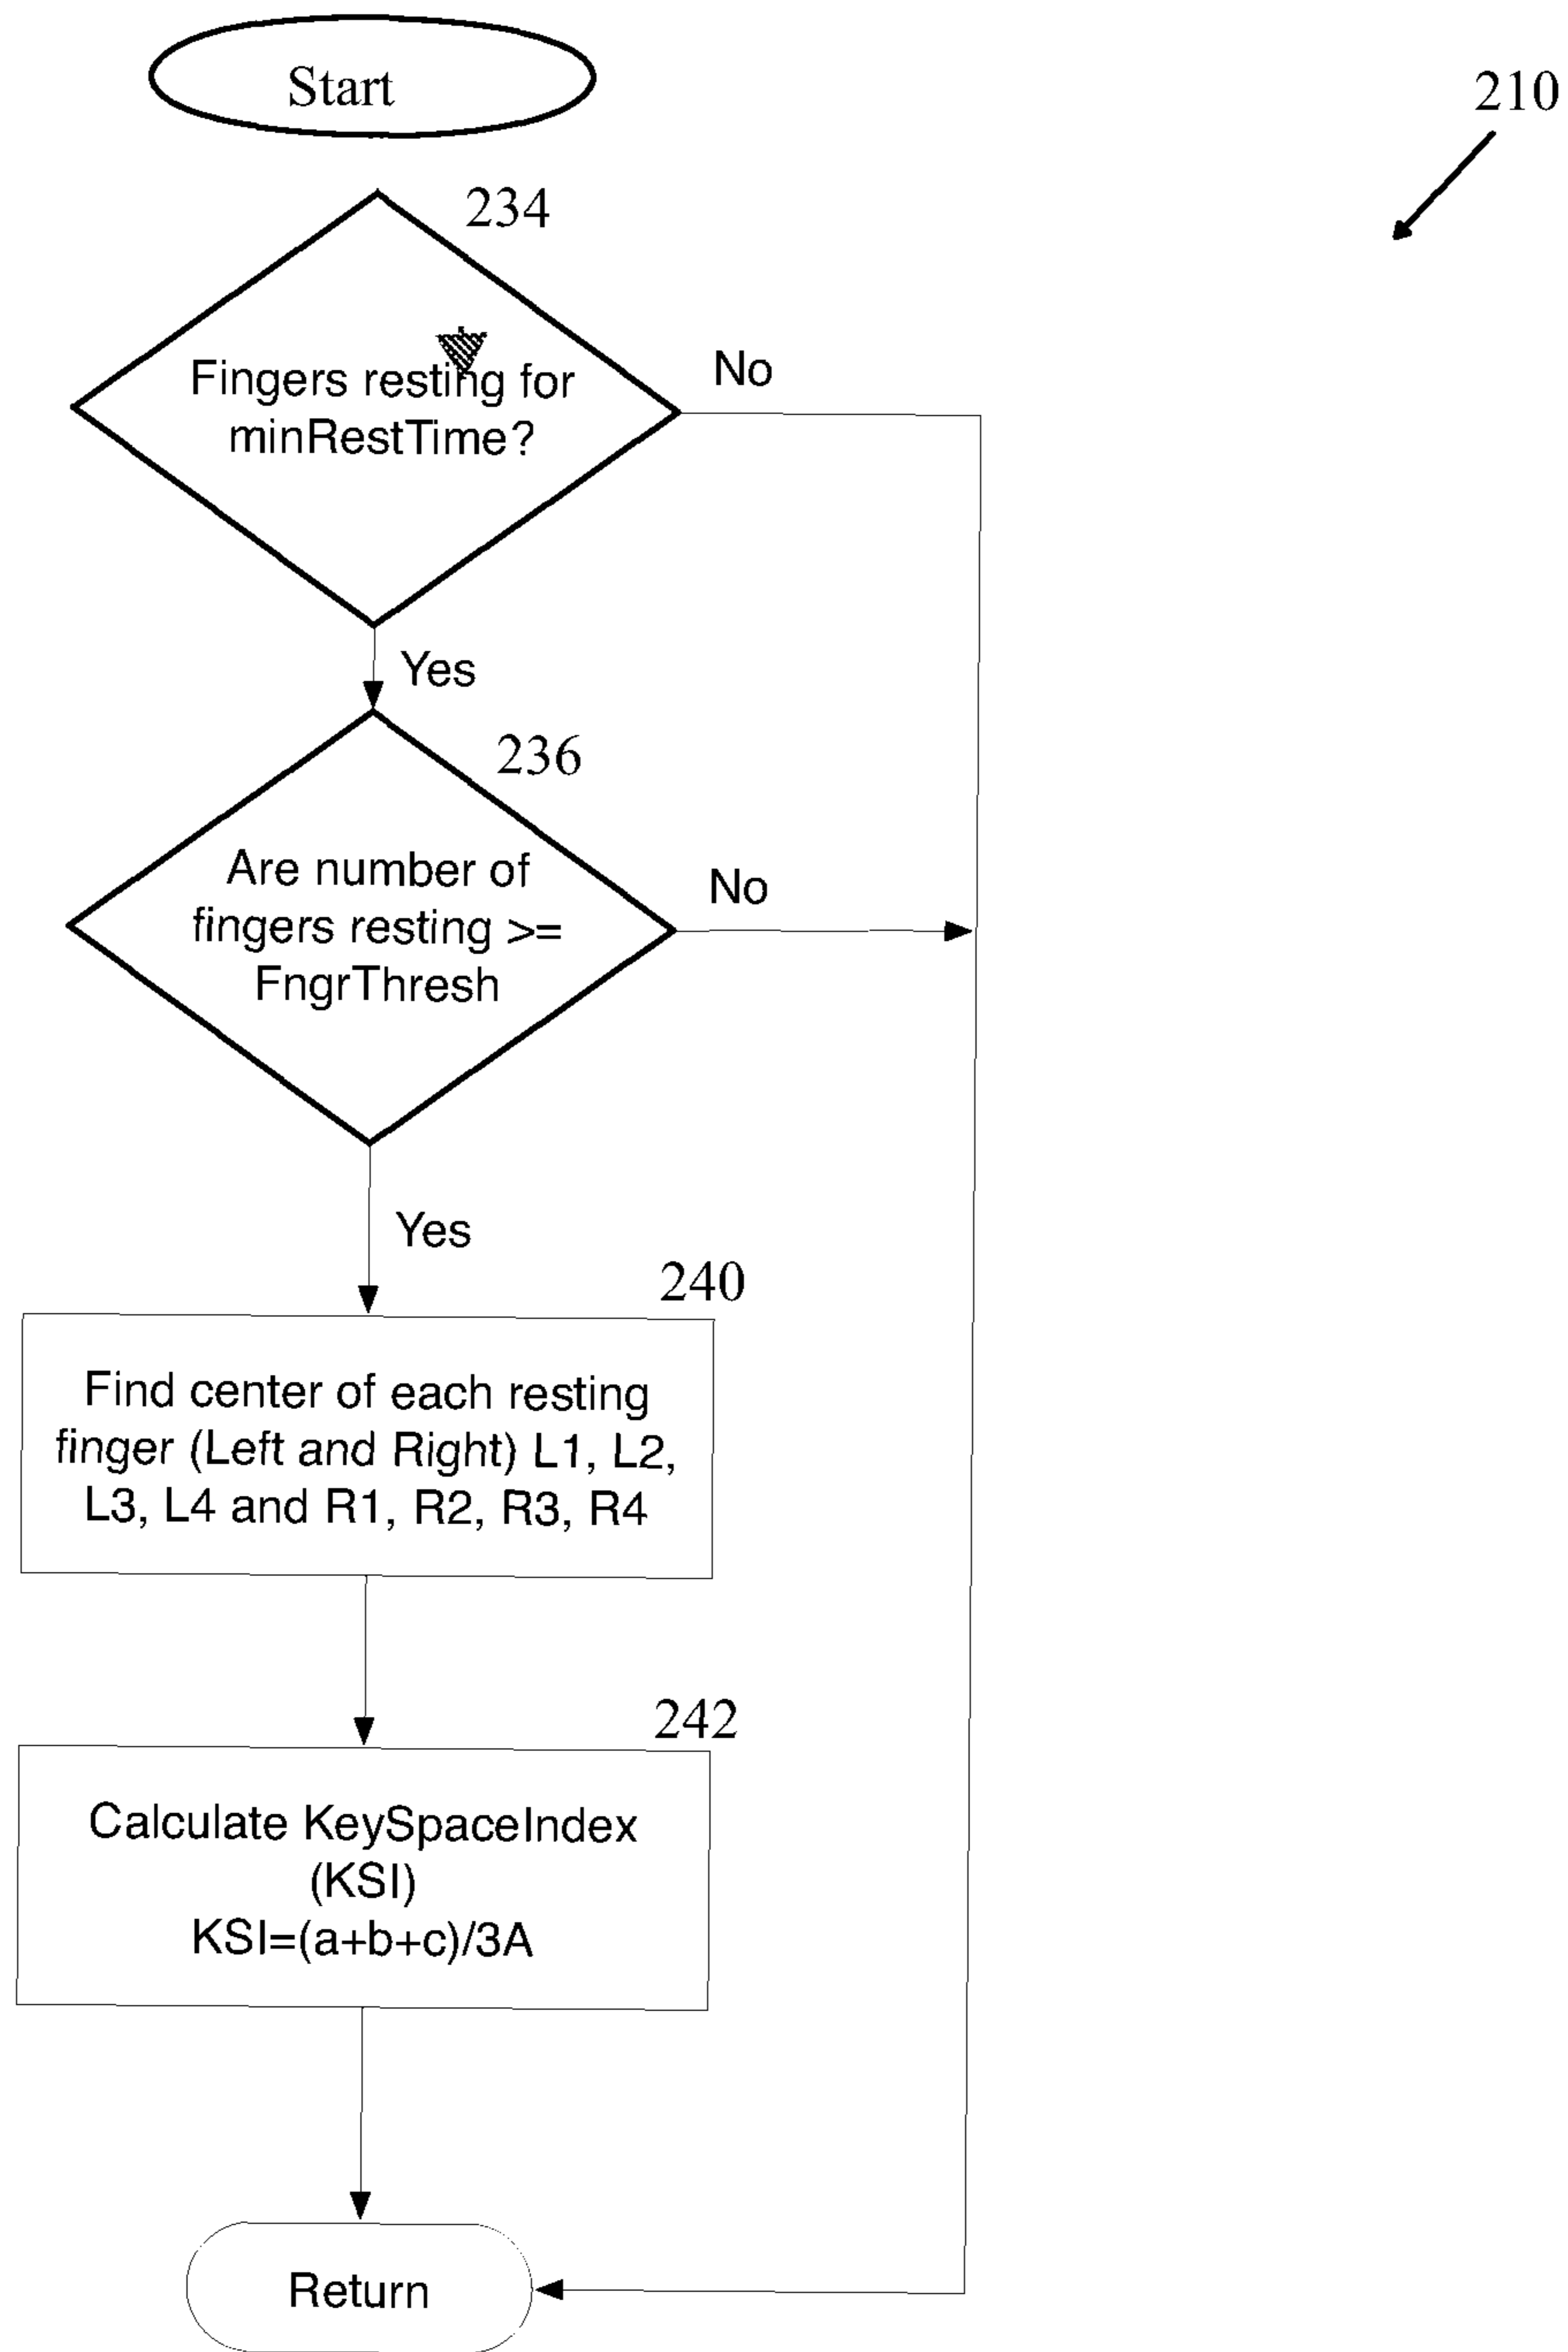 Start
210
234
Fingers resting for
minRestTime?
No
Yes
236
Are number of
fingers resting >=
FngrThresh
No
Yes
240
Find center of each resting
finger (Left and Right) L1, L2,
L3, L4 and R1, R2, R3, R4
242
Calculate KeySpaceIndex
(KSI)
KSI=(a+b+c)/3A
Return